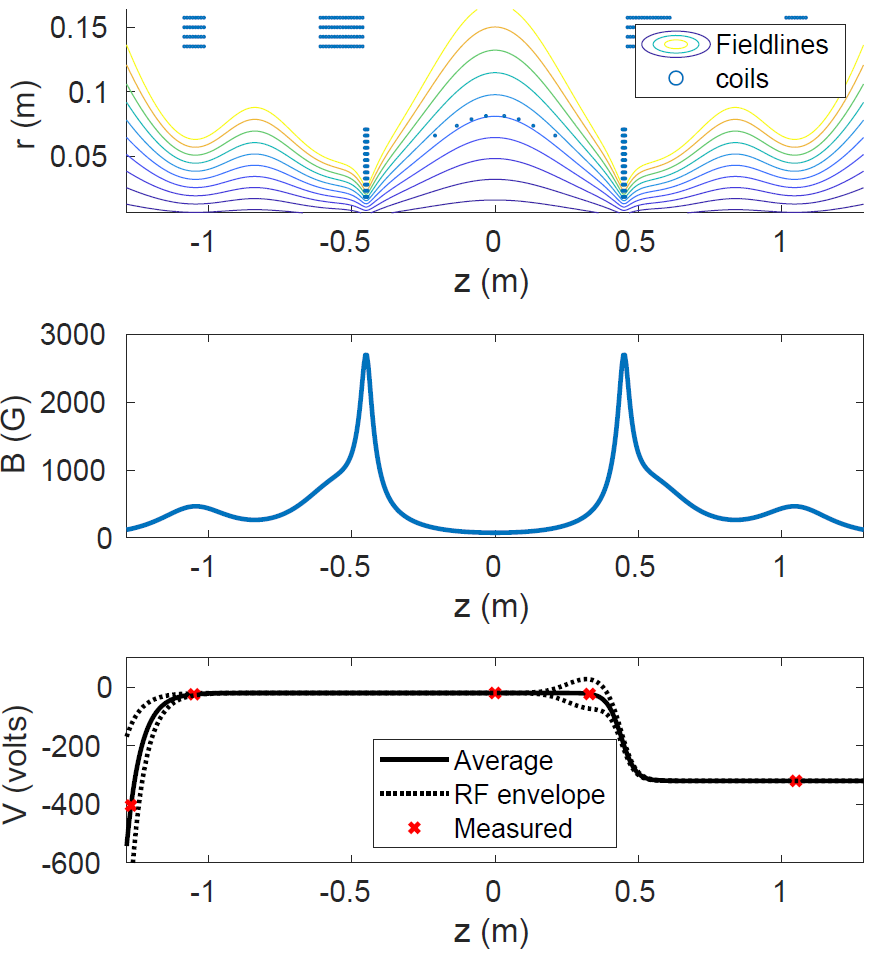 0.15
0.1
0.05
r (m)
Fieldlines
coils
-1
-0.5
0
0.5
1
z (m)
3000
2000
1000
0
B (G)
-1
-0.5
0
0.5
1
z (m)
0
-200
-400
-600
V (volts)
Average
RF envelope
Measured
-1
-0.5
0
0.5
1
z (m)